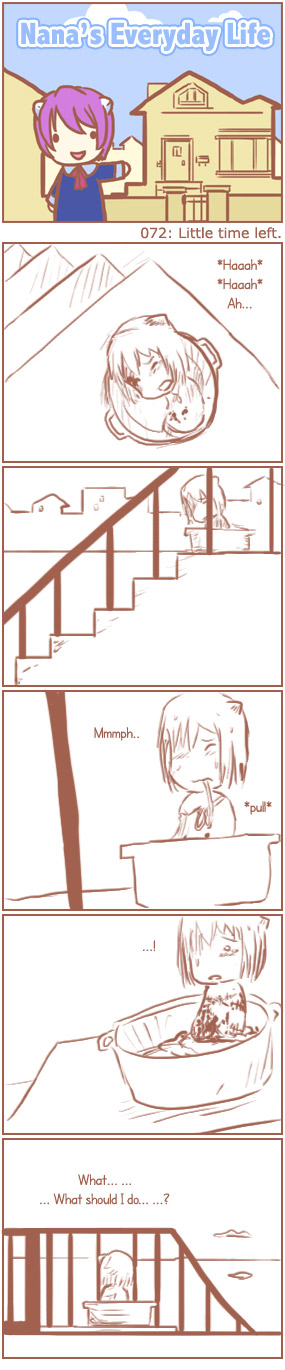 Nana's Everyday Life
072: Little time left.
*Haaah*
*Haaah*
Ah...
Mmmph..
*pull*
...!
What... ...
... What should I do... ...?